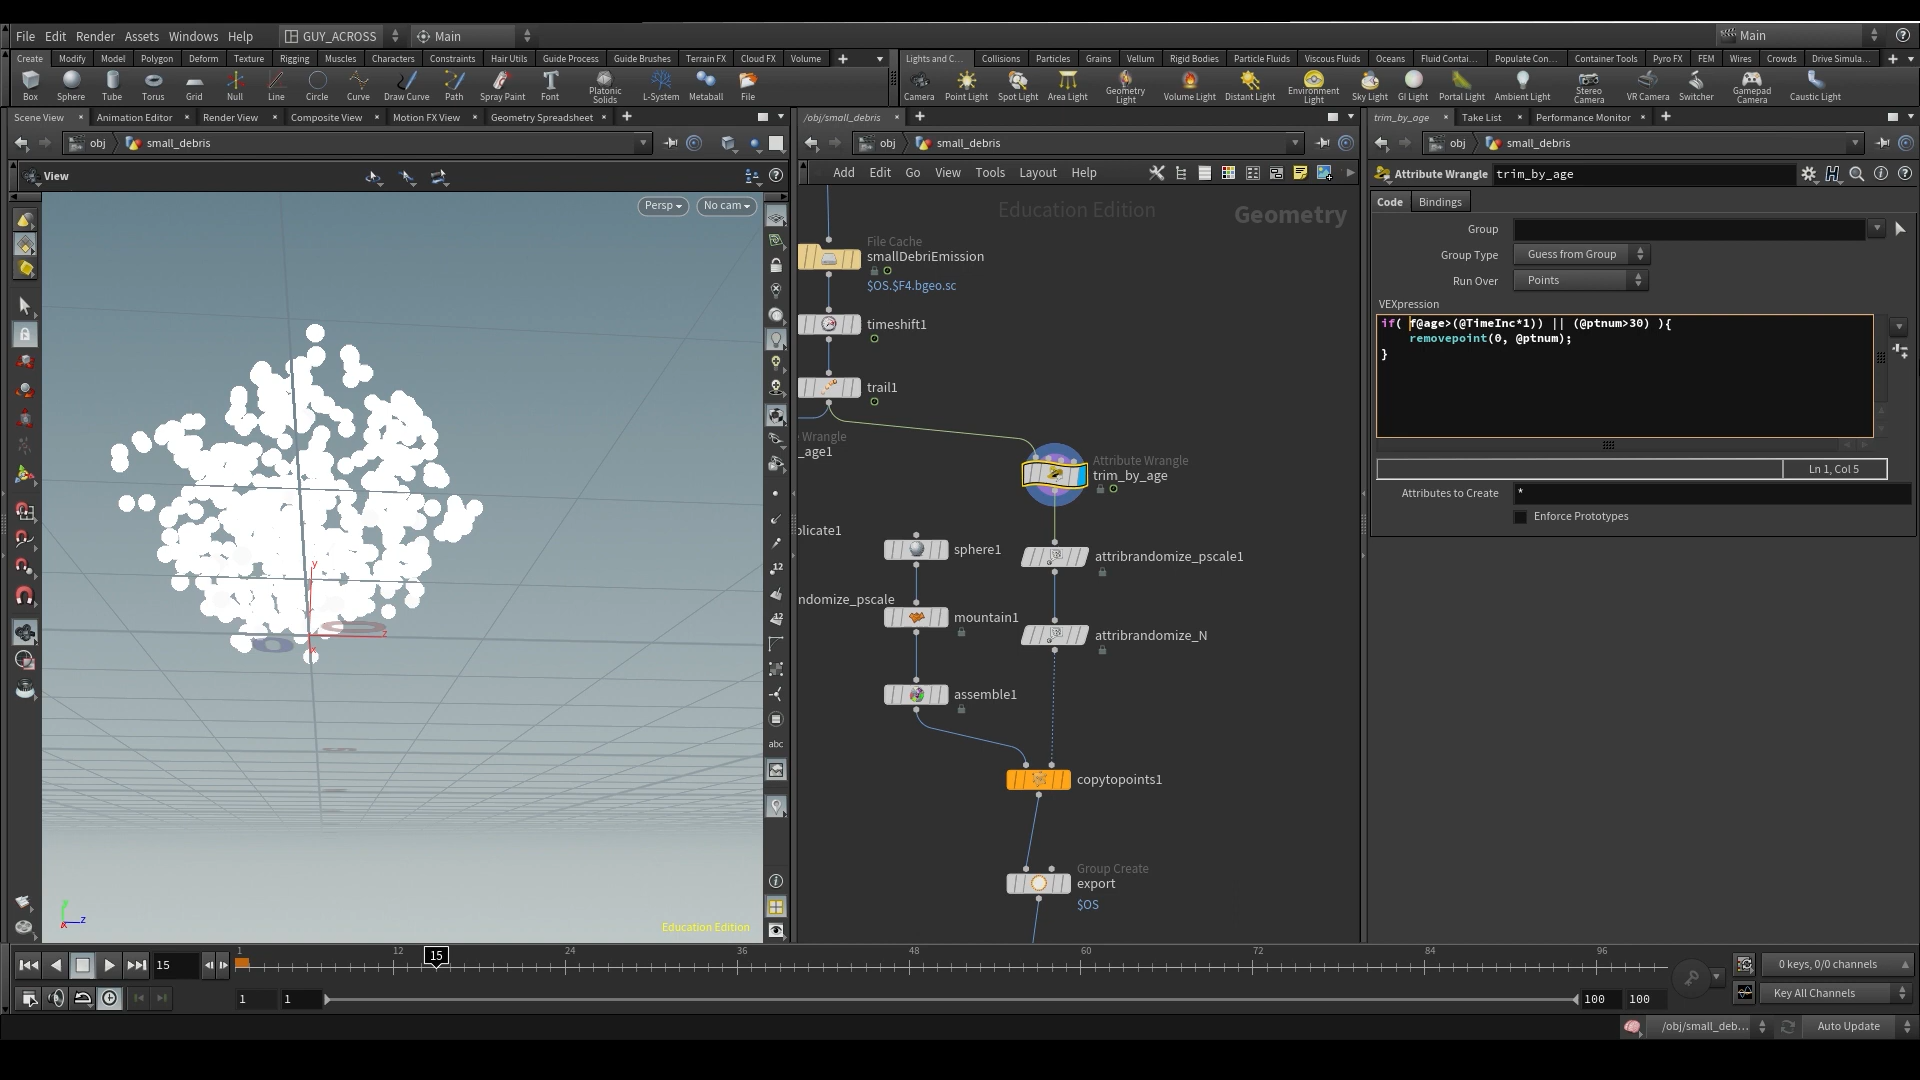 File Edit Render Assets Windows Help GUY_ACROSS Main Main
Create Modify Model Polygon Deform Texture Rigging Muscles Characters Constraints Hair Utils Guide Process Guide Brushes Terrain FX Cloud FX Volume
Lights and C... Collisions Particles Grains Vellum Rigid Bodies Particle Fluids Viscous Fluids Oceans Fluid Contai... Populate Con... Container Tools Pyro FX FEM Wires Crowds Drive Simula...
Box Sphere Tube Torus Grid Null Line Circle Curve Draw Curve Path Spray Paint Font Platonic Solids L-System Metaball File
Camera Point Light Spot Light Area Light Geometry Light Volume Light Distant Light Environment Light Sky Light GI Light Portal Light Ambient Light Stereo Camera VR Camera Switcher Gamepad Camera Caustic Light
Scene View Animation Editor Render View Composite View Motion FX View Geometry Spreadsheet
obj small_debris
View
Persp No cam
12
12
abc
y
z
x
z
x
Education Edition
/obj/small_debris
obj small_debris
Add Edit Go View Tools Layout Help
Education Edition Geometry
File Cache
smallDebriEmission
$OS.$F4.bgeo.sc
timeshift1
trail1
Wrangle
_age1
Attribute Wrangle
trim_by_age
plicate1
sphere1
attribrandomize_pscale1
ndomize_pscale
mountain1
attribrandomize_N
assemble1
copytopoints1
Group Create
export
$OS
trim_by_age Take List Performance Monitor
obj small_debris
Attribute Wrangle trim_by_age
Code Bindings
Group
Group Type Guess from Group
Run Over Points
VEXpression
if( f@age>(@TimeInc*1)) || (@ptnum>30) ){
removepoint(0, @ptnum);
}
Ln 1, Col 5
Attributes to Create *
Enforce Prototypes
15 1 12 15 24 36 48 60 72 84 96
0 keys, 0/0 channels
1 1 100 100
Key All Channels
/obj/small_deb... Auto Update